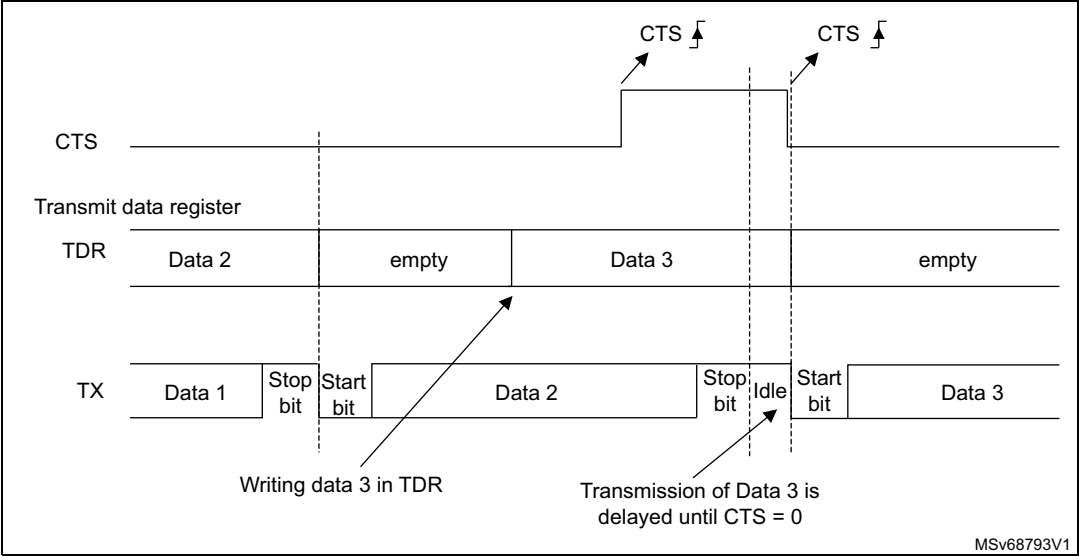 CTS CTS
CTS
Transmit data register
TDR Data 2 empty Data 3 empty
TX Data 1 Stop bit Start bit Data 2 Stop bit Idle Start bit Data 3
Writing data 3 in TDR
Transmission of Data 3 is
delayed until CTS = 0
MSv68793V1